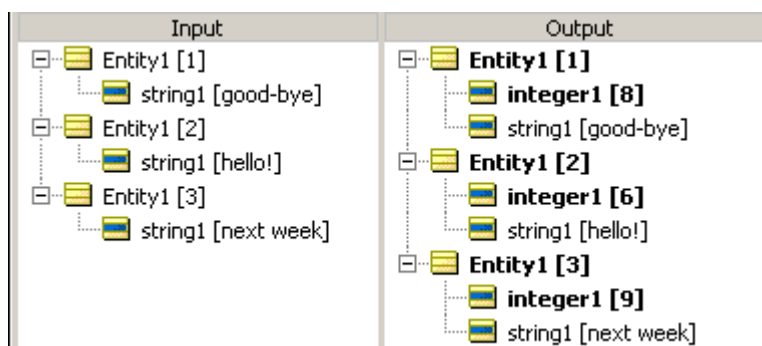 Input
Entity1 [1]
string1 [good-bye]
Entity1 [2]
string1 [hello!]
Entity1 [3]
string1 [next week]
Output
Entity1 [1]
integer1 [8]
string1 [good-bye]
Entity1 [2]
integer1 [6]
string1 [hello!]
Entity1 [3]
integer1 [9]
string1 [next week]